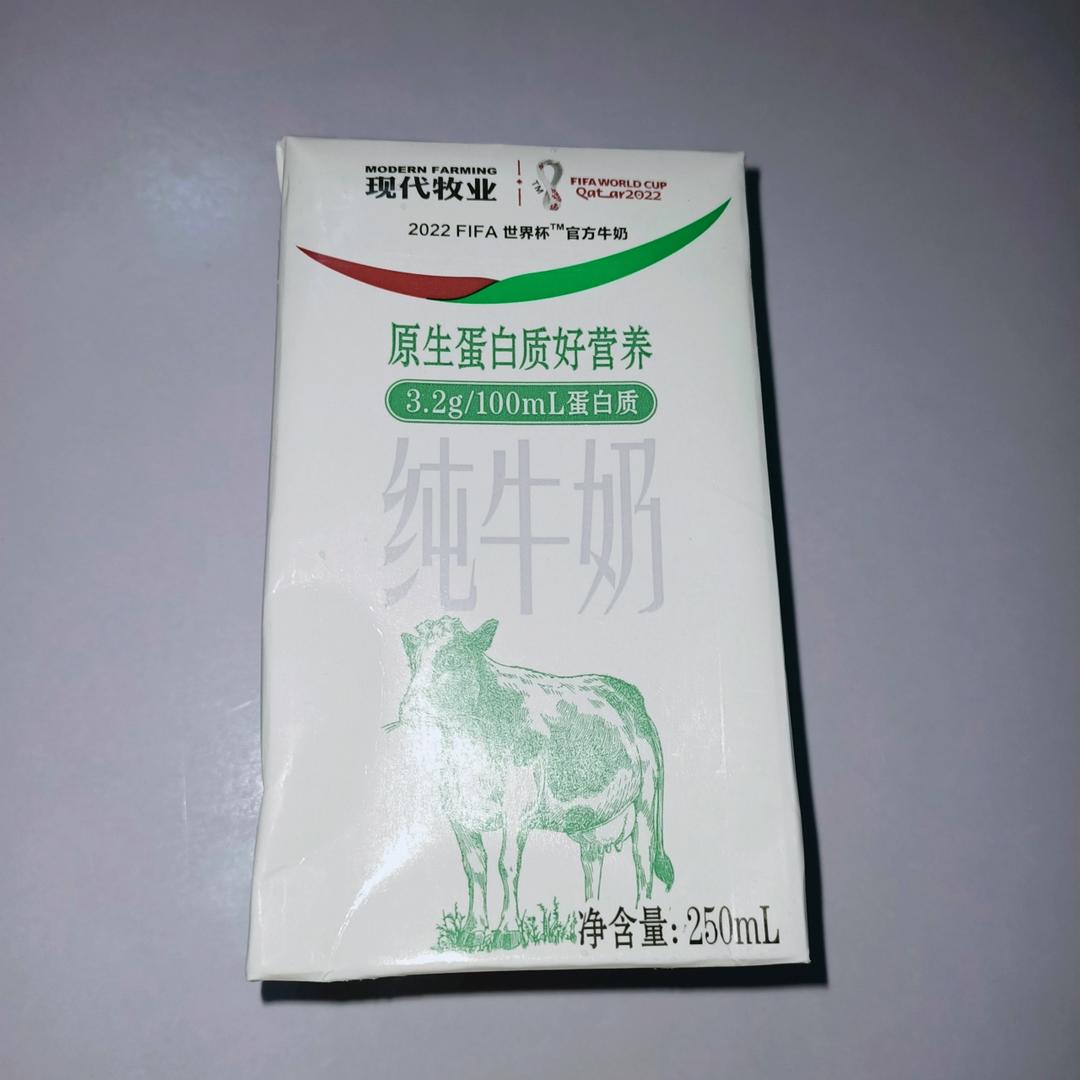 MODERN FARMING
现代牧业
TM
FIFA WORLD CUP
Qatar2022
2022 FIFA 世界杯™官方牛奶
原生蛋白质好营养
3.2g/100mL蛋白质
纯牛奶
净含量: 250mL